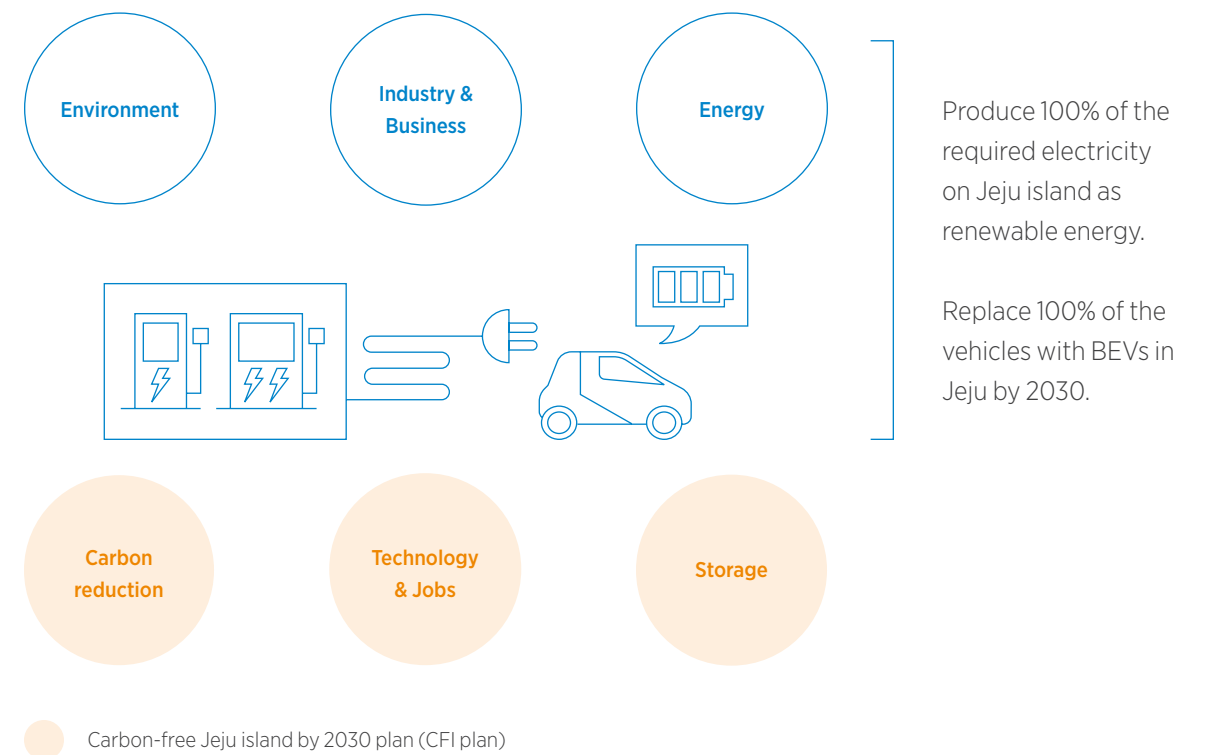 Environment
Industry &
Business
Energy
Produce 100% of the
required electricity
on Jeju island as
renewable energy.
Replace 100% of the
vehicles with BEVs in
Jeju by 2030.
Carbon
reduction
Technology
& Jobs
Storage
Carbon-free Jeju island by 2030 plan (CFI plan)